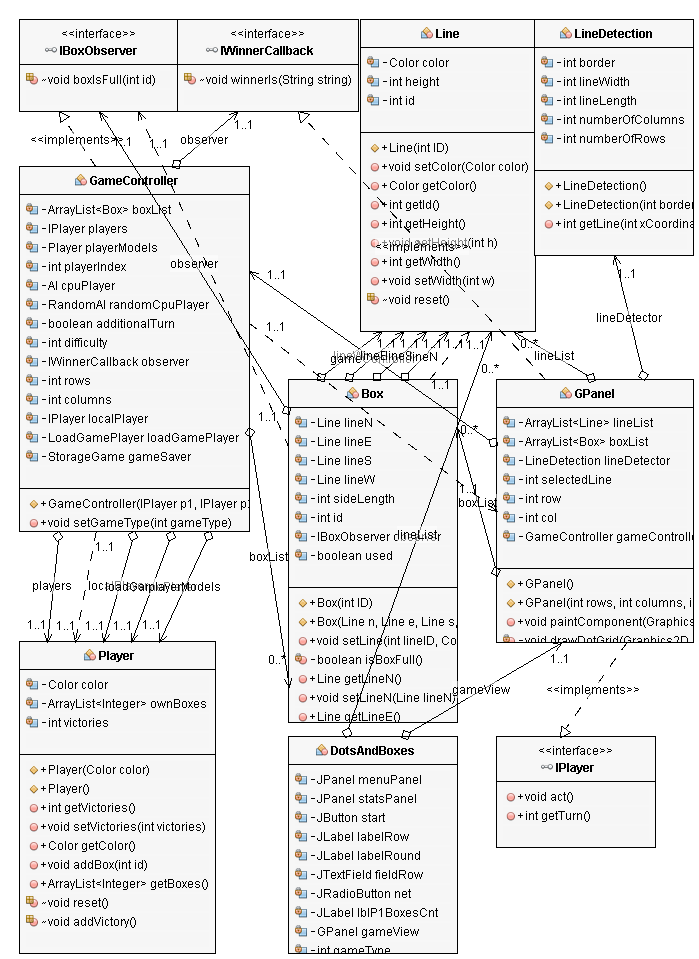 <<interface>>
IBoxObserver
~void boxIsFull(int id)
<<interface>>
IWinnerCallback
~void winnerIs(String string)
Line
-Color color
-int height
-int id
+Line(int ID)
+void setColor(Color color)
+Color getColor()
+int getId()
+int getHeight()
+void setHeight(int h)
+int getWidth()
+void setWidth(int w)
~void reset()
LineDetection
-int border
-int lineWidth
-int lineLength
-int numberOfColumns
-int numberOfRows
+LineDetection()
+LineDetection(int border
+int getLine(int xCoordina
<<implements>>
1..1
1..1
observer
1..1
<<implements>>
GameController
-ArrayList<Box> boxList
-IPlayer players
-Player playerModels
-int playerIndex
-AI cpuPlayer
-RandomAI randomCpuPlayer
-boolean additionalTurn
-int difficulty
-IWinnerCallback observer
-int rows
-int columns
-IPlayer localPlayer
-LoadGamePlayer loadGamePlayer
-StorageGame gameSaver
+GameController(IPlayer p1, IPlayer p
+void setGameType(int gameType)
observer
1..1
1..1
1..1
lineDetector
lineN
1..1
0..*
lineList
0..*
1..1
Box
-Line lineN
-Line lineE
-Line lineS
-Line lineW
-int sideLength
-int id
-IBoxObserver
-boolean used
+Box(int ID)
+Box(Line n, Line e, Line s,
+void setLine(int lineID, Co
-boolean isBoxFull()
+Line getLineN()
+void setLineN(Line lineN)
+Line getLineE()
GPanel
-ArrayList<Line> lineList
-ArrayList<Box> boxList
-LineDetection lineDetector
-int selectedLine
-int row
-int col
-GameController gameControll
+GPanel()
+GPanel(int rows, int columns, i
+void paintComponent(Graphics
-void drawDotGrid(Graphics2D
1..1
0..*
1..1
boxList
lineList
boxList
0..*
1..1
players
1..1
1..1
1..1
1..1
1..1
Player
-Color color
-ArrayList<Integer> ownBoxes
-int victories
+Player(Color color)
+Player()
+int getVictories()
+void setVictories(int victories)
+Color getColor()
+void addBox(int id)
+ArrayList<Integer> getBoxes()
~void reset()
~void addVictory()
gameView
1..1
<<implements>>
DotsAndBoxes
-JPanel menuPanel
-JPanel statsPanel
-JButton start
-JLabel labelRow
-JLabel labelRound
-JTextField fieldRow
-JRadioButton net
-JLabel lblP1BoxesCnt
-GPanel gameView
-int gameType
<<interface>>
IPlayer
+void act()
+int getTurn()